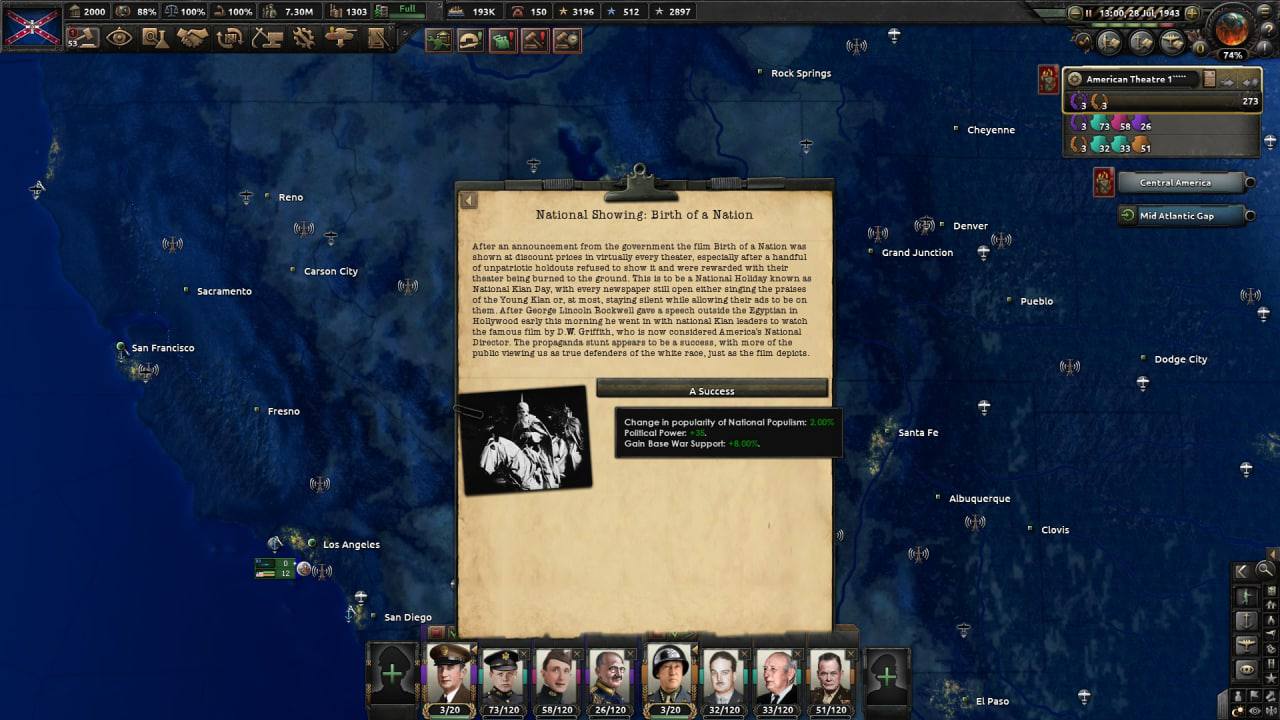 2000 88% 100% 100% 7.30M 1303 Full 193K 150 3196 512 2897 13:00, 28 Jul, 1943
53
0
74%
American Theatre 1*****
3 3 273
3 73 58 26
3 32 33 51
Central America
Mid Atlantic Gap
Rock Springs
Cheyenne
Reno
Denver
Grand Junction
Carson City
Sacramento
Pueblo
San Francisco
Dodge City
Fresno
Santa Fe
Albuquerque
Clovis
Los Angeles
0
12
San Diego
El Paso
National Showing: Birth of a Nation
After an announcement from the government the film Birth of a Nation was
shown at discount prices in virtually every theater, especially after a handful
of unpatriotic holdouts refused to show it and were rewarded with their
theater being burned to the ground. This is to be a National Holiday known as
National Klan Day, with every newspaper still open either singing the praises
of the Young Klan or, at most, staying silent while allowing their ads to be on
them. After George Lincoln Rockwell gave a speech outside the Egyptian in
Hollywood early this morning he went in with national Klan leaders to watch
the famous film by D.W. Griffith, who is now considered America's National
Director. The propaganda stunt appears to be a success, with more of the
public viewing us as true defenders of the white race, just as the film depicts.
A Success
Change in popularity of National Populism: 2.00%
Political Power: +35.
Gain Base War Support: +8.00%.
3/20 73/120 58/120 26/120 3/20 32/120 33/120 51/120